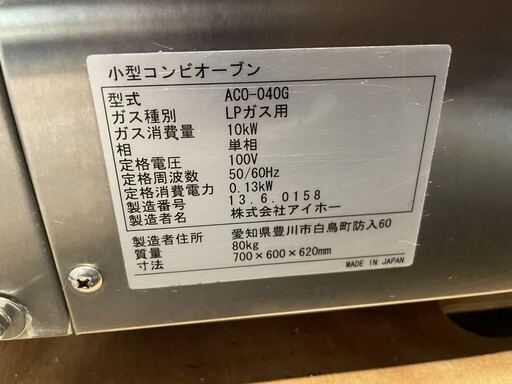 小型コンビオーブン
型式 ACO-040G
ガス種別 LPガス用
ガス消費量 10kW
相 単相
定格電圧 100V
定格周波数 50/60Hz
定格消費電力 0.13kW
製造番号 13.6.0158
製造者名 株式会社アイホー
製造者住所 愛知県豊川市白鳥町防入60
質量 80kg
寸法 700×600×620mm
MADE IN JAPAN